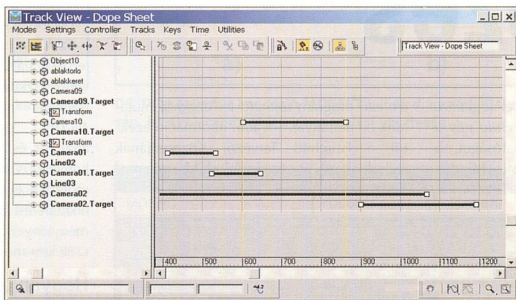 Track View - Dope Sheet
Modes Settings Controller Tracks Keys Time Utilities
Track View - Dope Sheet
Object10
ablaktorlo
ablakkeret
Camera09
Camera09.Target
Transform
Camera10
Camera10.Target
Transform
Camera01
Line02
Camera01.Target
Line03
Camera02
Camera02.Target
400 500 600 700 800 900 1000 1100 1200